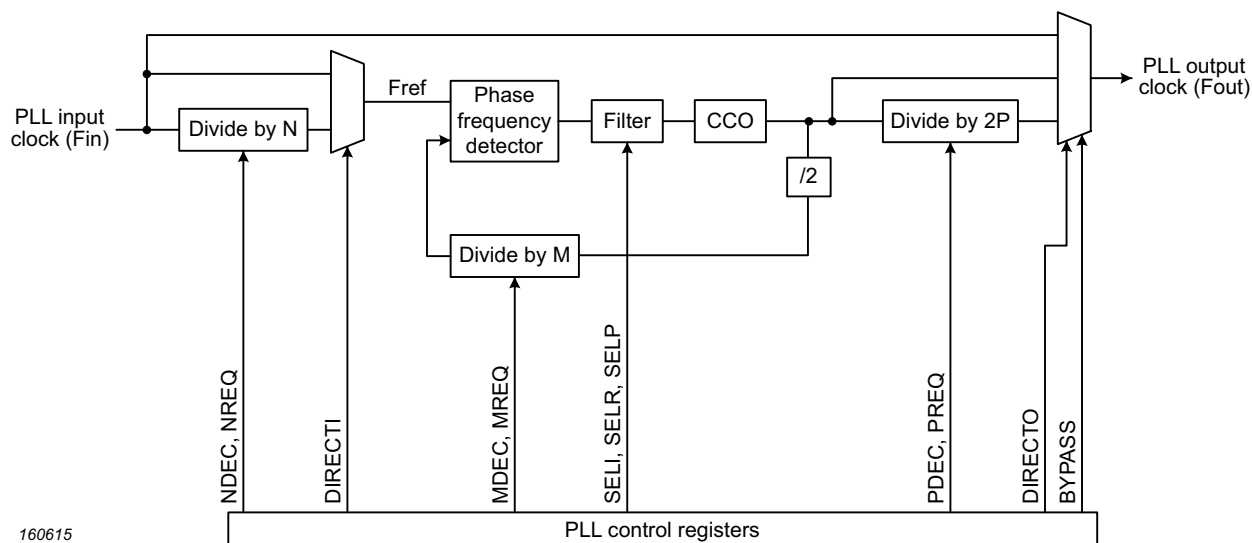 PLL input
clock (Fin)
Divide by N
Fref
Phase
frequency
detector
Filter
CCO
/2
Divide by M
Divide by 2P
PLL output
clock (Fout)
NDEC, NREQ
DIRECTI
MDEC, MREQ
SELI, SELR, SELP
PDEC, PREQ
DIRECTO
BYPASS
PLL control registers
160615